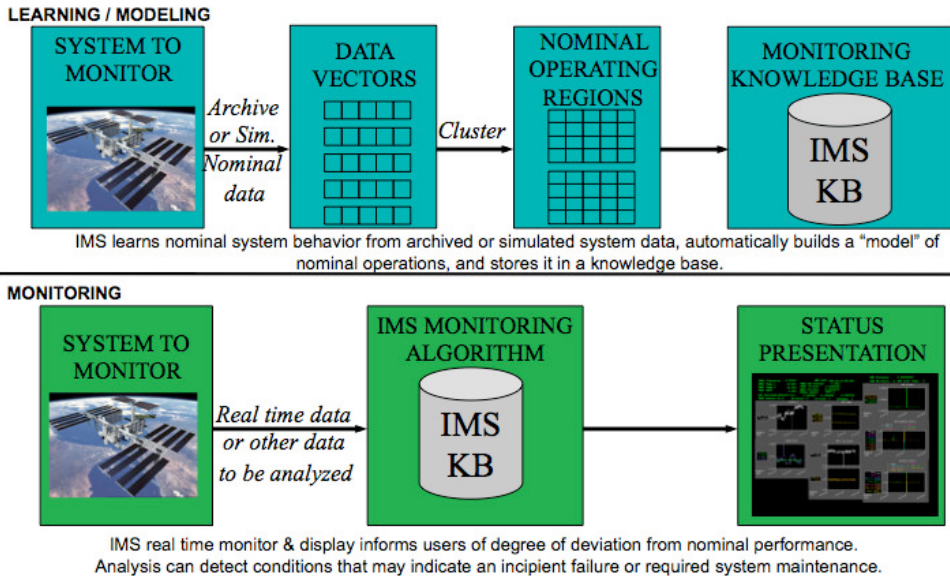 LEARNING / MODELING
SYSTEM TO
MONITOR
Archive
or Sim.
Nominal
data
DATA
VECTORS
Cluster
NOMINAL
OPERATING
REGIONS
MONITORING
KNOWLEDGE BASE
IMS
KB
IMS learns nominal system behavior from archived or simulated system data, automatically builds a “model” of
nominal operations, and stores it in a knowledge base.
MONITORING
SYSTEM TO
MONITOR
Real time data
or other data
to be analyzed
IMS MONITORING
ALGORITHM
IMS
KB
STATUS
PRESENTATION
IMS real time monitor & display informs users of degree of deviation from nominal performance.
Analysis can detect conditions that may indicate an incipient failure or required system maintenance.